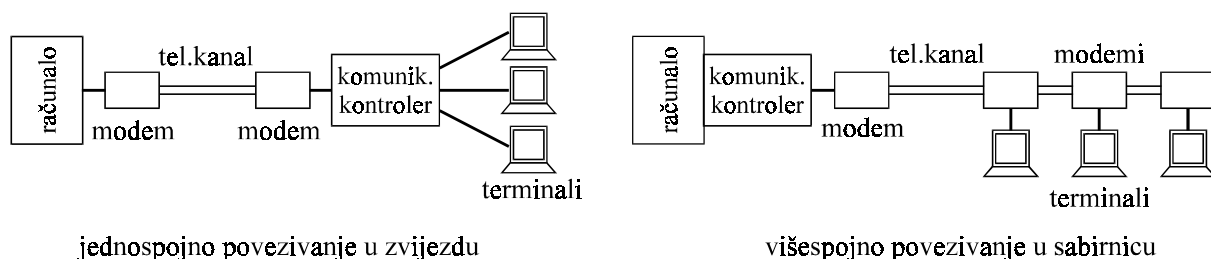 računalo
tel.kanal
modem
modem
komunik.
kontroler
terminali
jednospojno povezivanje u zvijezdu
računalo
komunik.
kontroler
tel.kanal
modemi
modem
terminali
višespojno povezivanje u sabirnicu